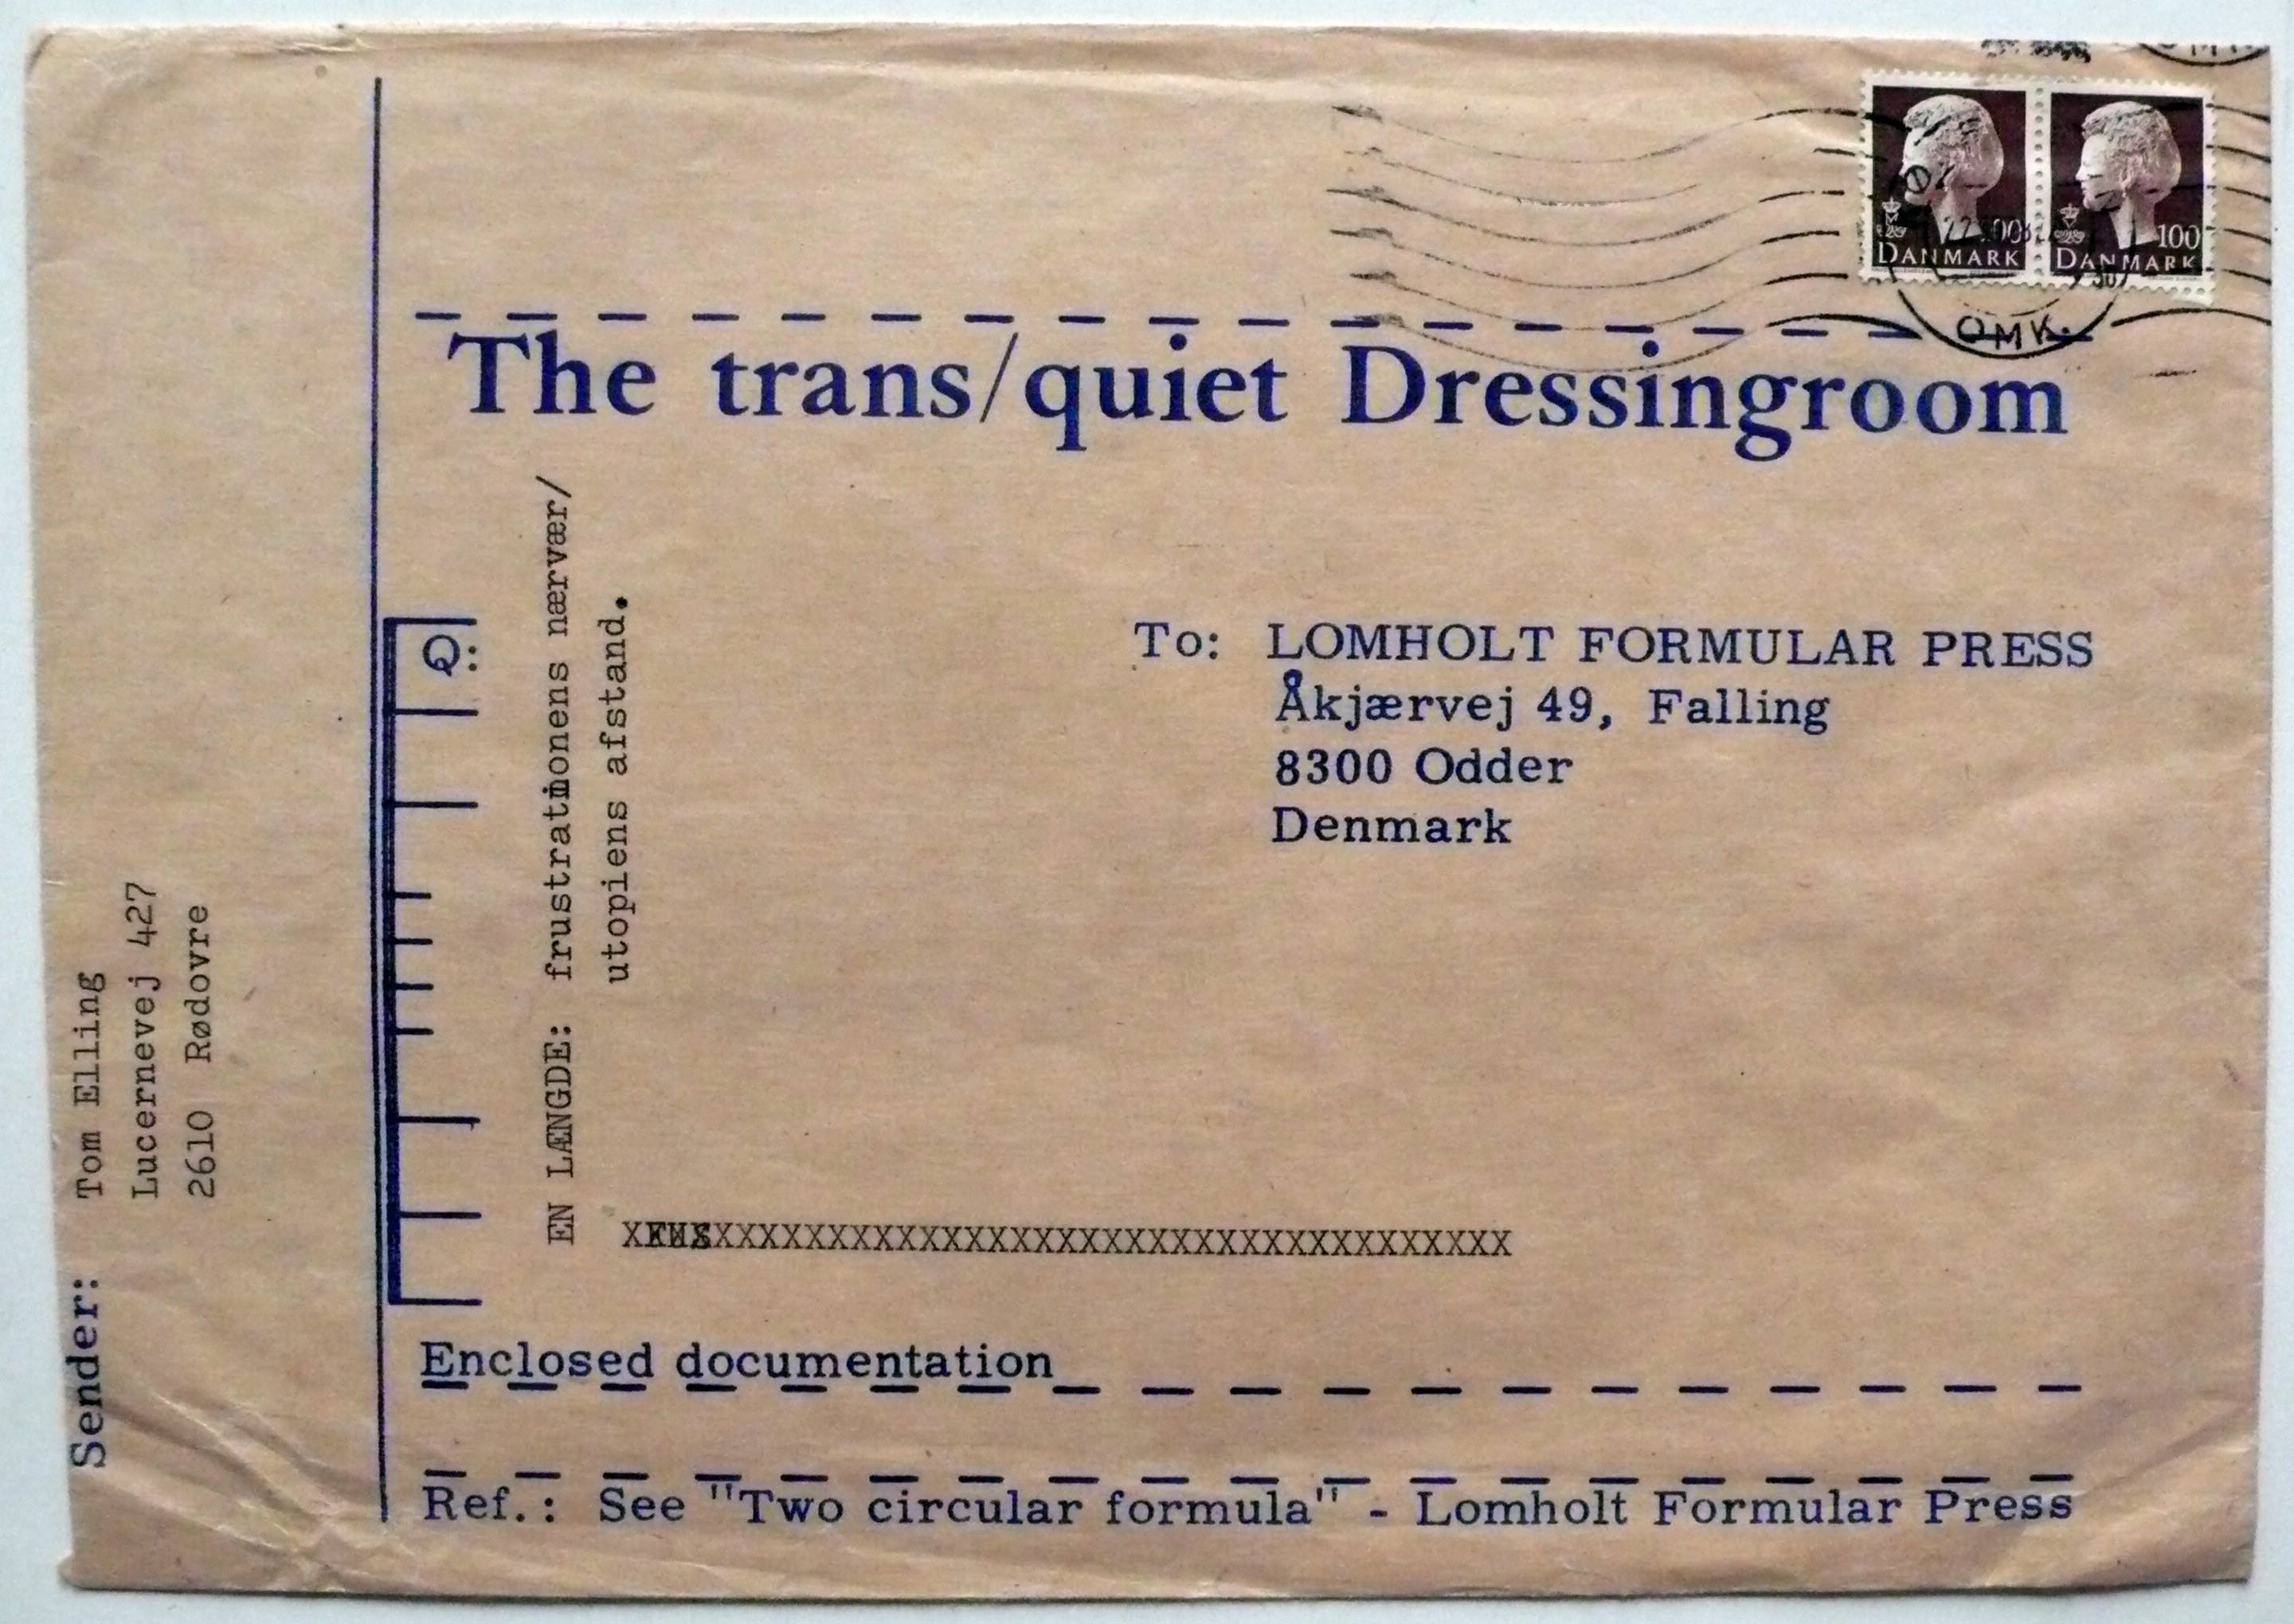 100
DANMARK
DANMARK
OMK.
The trans/quiet Dressingroom
Q:
EN LÆNGDE: frustrationens nærvær/
utopiens afstand.
To: LOMHOLT FORMULAR PRESS
Åkjærvej 49, Falling
8300 Odder
Denmark
Sender: Tom Elling
Lucernevej 427
2610 Rødovre
Enclosed documentation
Ref.: See "Two circular formula" - Lomholt Formular Press